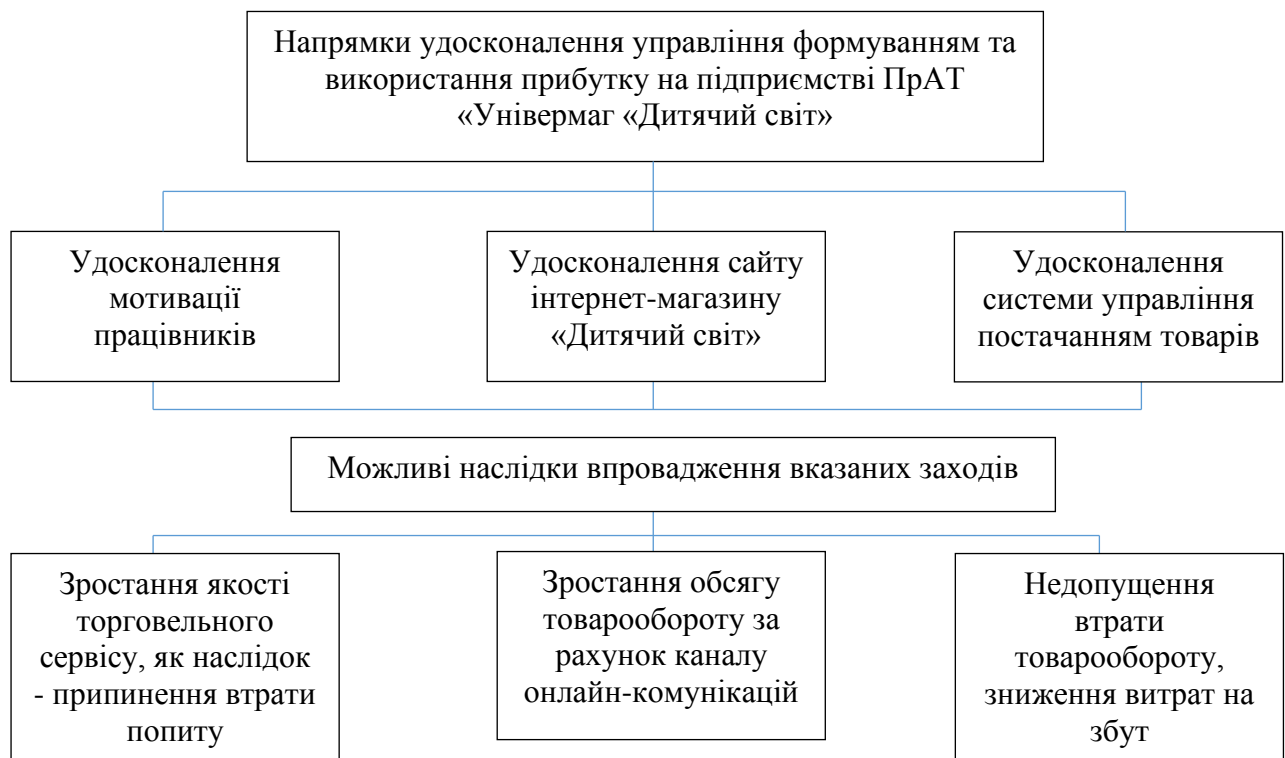 Напрямки удосконалення управління формуванням та
використання прибутку на підприємстві ПрАТ
«Універмаг «Дитячий світ»
Удосконалення
мотивації
працівників
Удосконалення сайту
інтернет-магазину
«Дитячий світ»
Удосконалення
системи управління
постачанням товарів
Можливі наслідки впровадження вказаних заходів
Зростання якості
торговельного
сервісу, як наслідок
- припинення втрати
попиту
Зростання обсягу
товарообороту за
рахунок каналу
онлайн-комунікацій
Недопущення
втрати
товарообороту,
зниження витрат на
збут